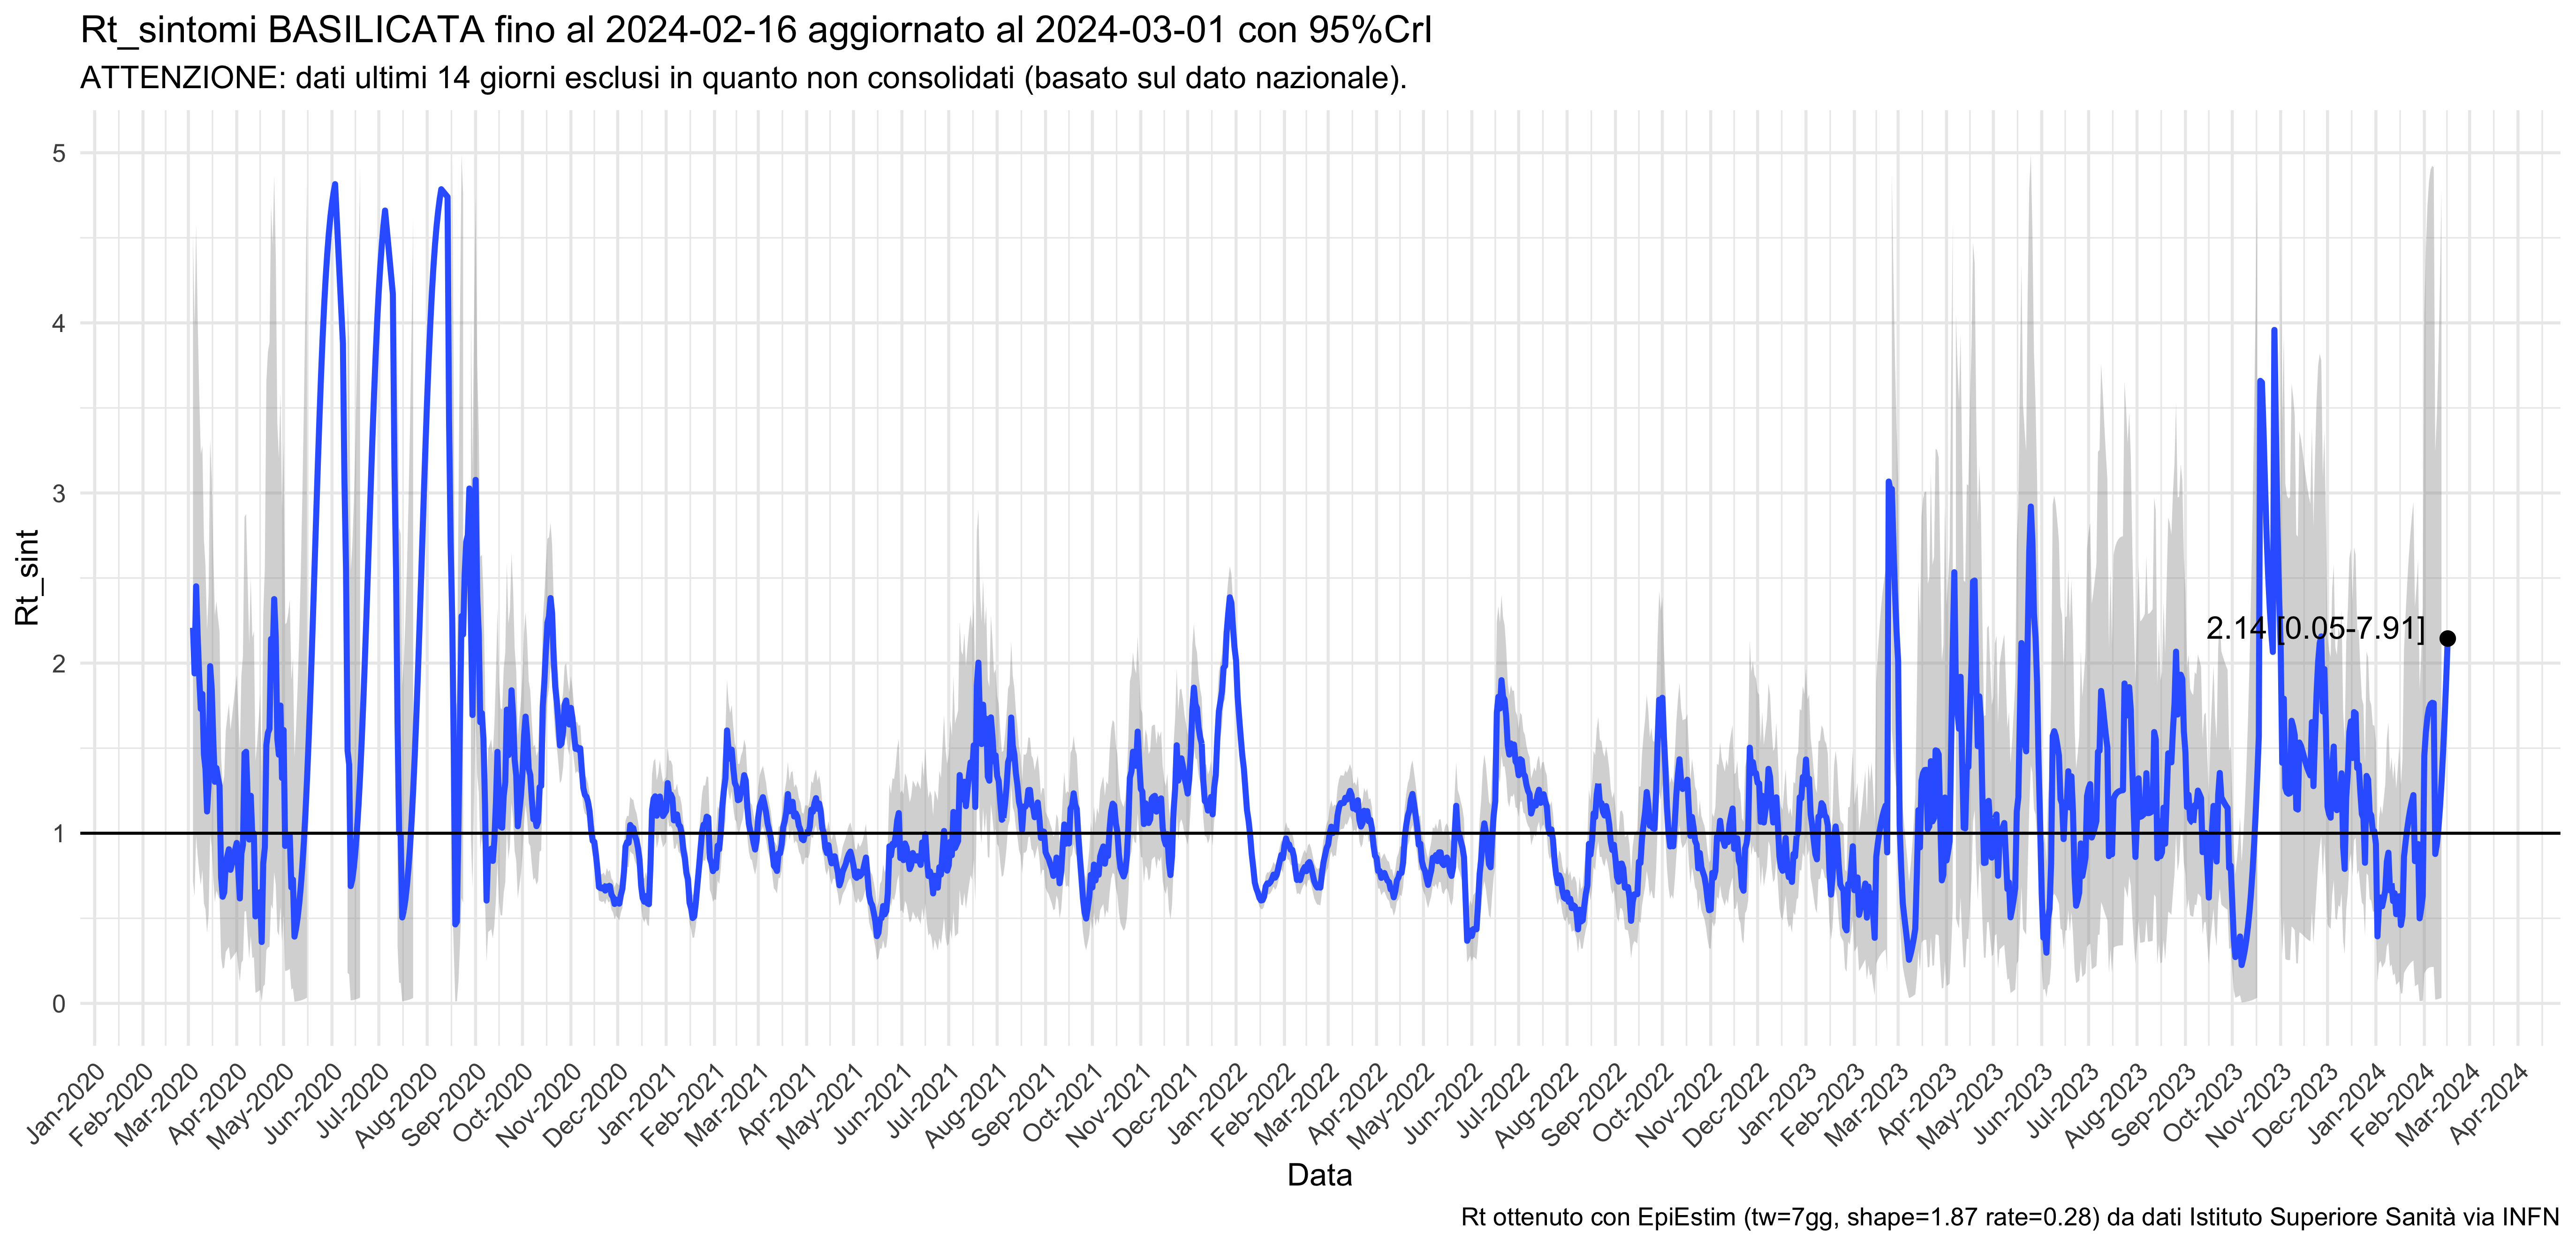 Rt_sintomi BASILICATA fino al 2024-02-16 aggiornato al 2024-03-01 con 95%CrI
ATTENZIONE: dati ultimi 14 giorni esclusi in quanto non consolidati (basato sul dato nazionale).
5
4
3
2
1
0
Rt_sint
2.14 [0.05-7.91]
Jan-2020
Feb-2020
Mar-2020
Apr-2020
May-2020
Jun-2020
Jul-2020
Aug-2020
Sep-2020
Oct-2020
Nov-2020
Dec-2020
Jan-2021
Feb-2021
Mar-2021
Apr-2021
May-2021
Jun-2021
Jul-2021
Aug-2021
Sep-2021
Oct-2021
Nov-2021
Dec-2021
Jan-2022
Feb-2022
Mar-2022
Apr-2022
May-2022
Jun-2022
Jul-2022
Aug-2022
Sep-2022
Oct-2022
Nov-2022
Dec-2022
Jan-2023
Feb-2023
Mar-2023
Apr-2023
May-2023
Jun-2023
Jul-2023
Aug-2023
Sep-2023
Oct-2023
Nov-2023
Dec-2023
Jan-2024
Feb-2024
Mar-2024
Apr-2024
Data
Rt ottenuto con EpiEstim (tw=7gg, shape=1.87 rate=0.28) da dati Istituto Superiore Sanità via INFN